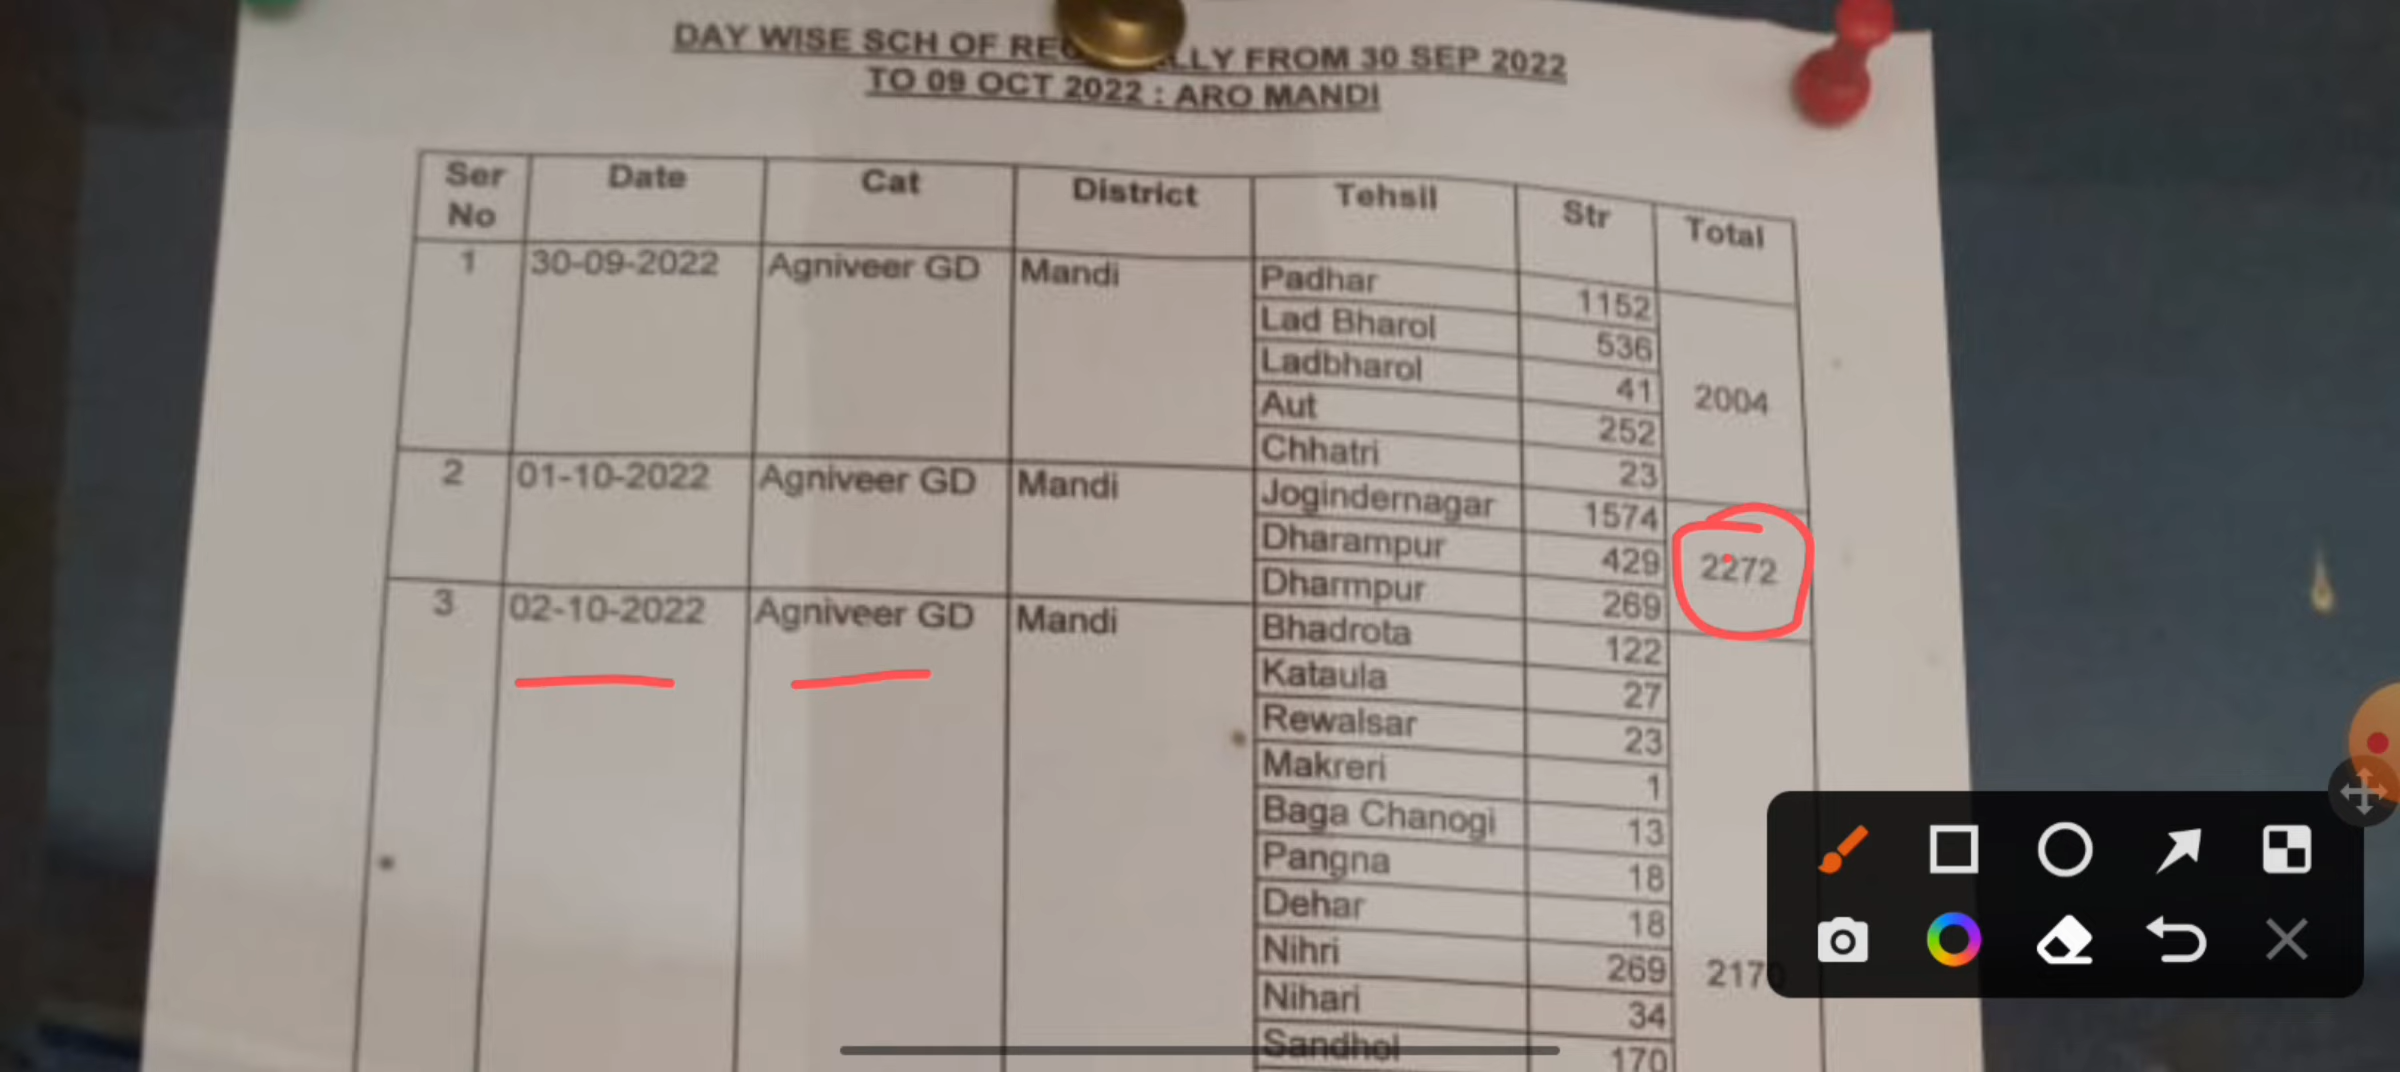 DAY WISE SCH OF RE LLY FROM 30 SEP 2022
TO 09 OCT 2022 : ARO MANDI
Ser No Date Cat District Tehsil Str Total
1 30-09-2022 Agniveer GD Mandi Padhar 1152 2004
Lad Bharol 536
Ladbharol 41
Aut 252
Chhatri 23
2 01-10-2022 Agniveer GD Mandi Jogindernagar 1574 2272
Dharampur 429
Dharmpur 269
3 02-10-2022 Agniveer GD Mandi Bhadrota 122 2170
Kataula 27
Rewalsar 23
Makreri 1
Baga Chanogi 13
Pangna 18
Dehar 18
Nihri 269
Nihari 34
Sandhol 170